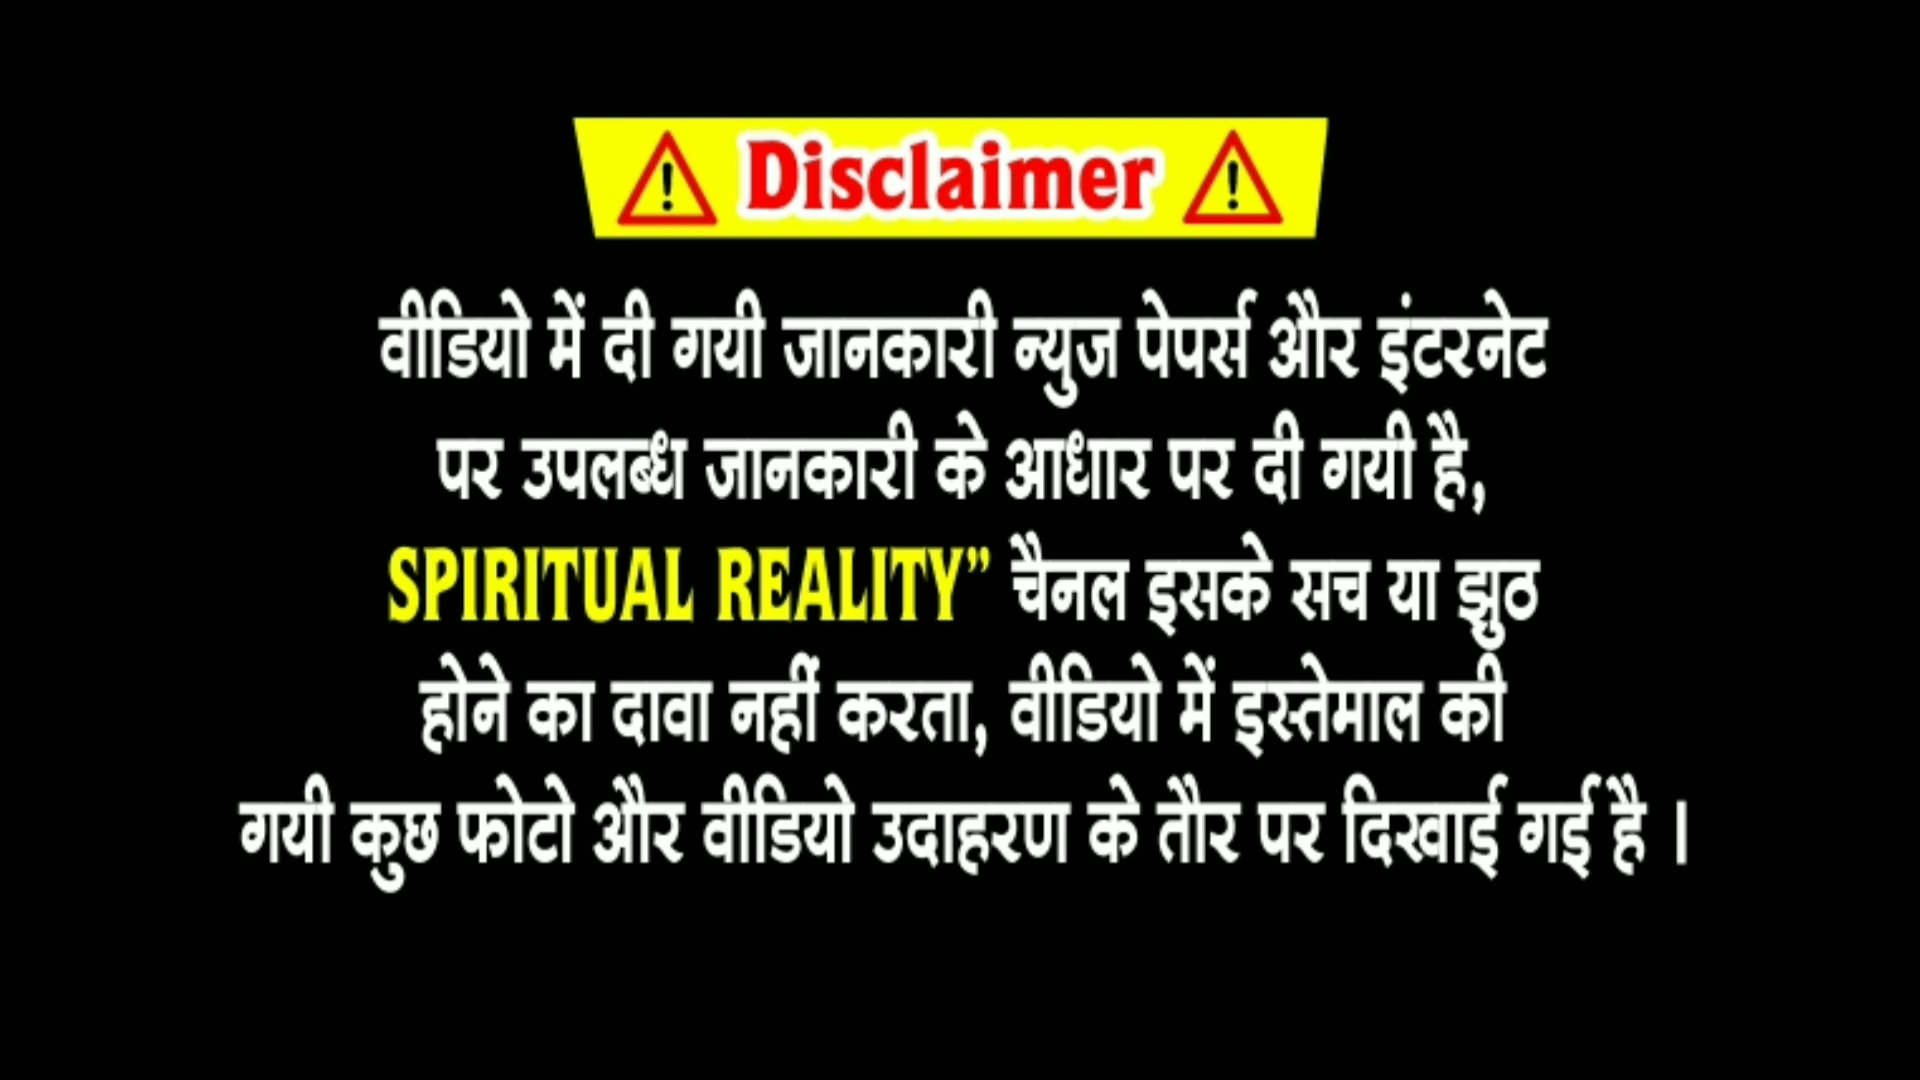 Disclaimer
वीडियो में दी गयी जानकारी न्युज पेपर्स और इंटरनेट
पर उपलब्ध जानकारी के आधार पर दी गयी है,
SPIRITUAL REALITY” चैनल इसके सच या झुठ
होने का दावा नहीं करता, वीडियो में इस्तेमाल की
गयी कुछ फोटो और वीडियो उदाहरण के तौर पर दिखाई गई है ।